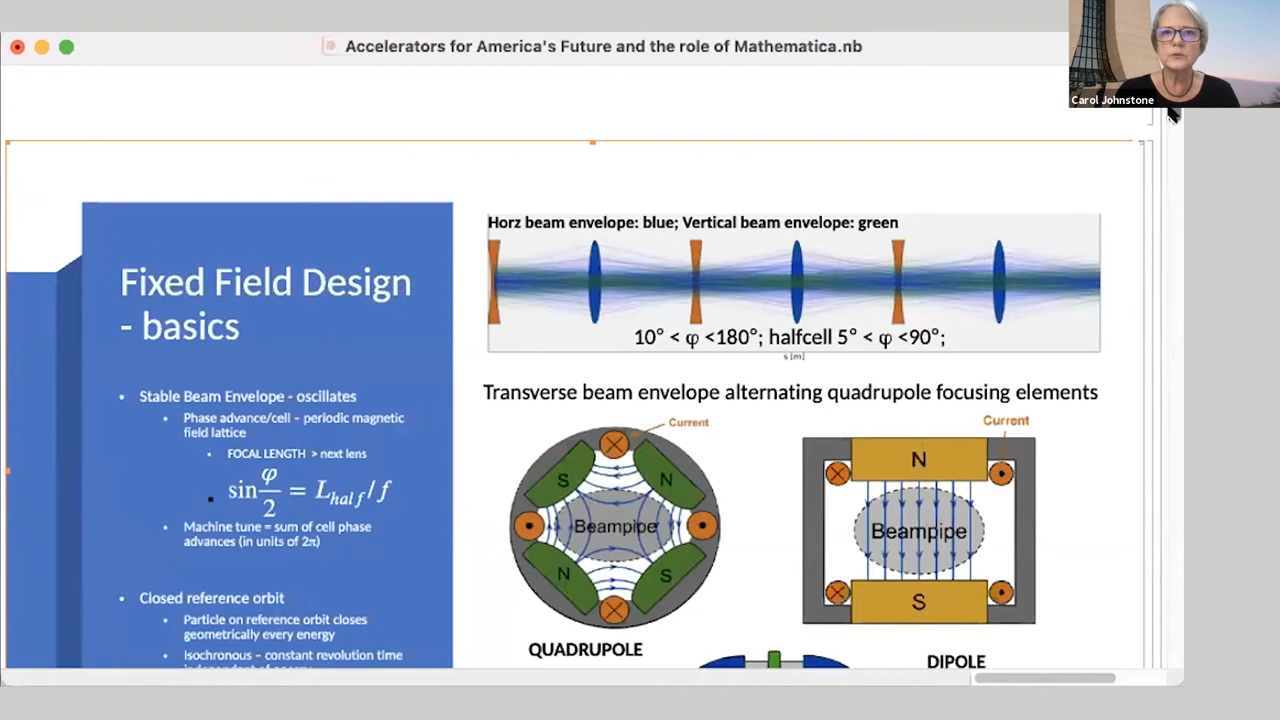 Accelerators for America's Future and the role of Mathematica.nb
Carol Johnstone
Fixed Field Design
- basics
• Stable Beam Envelope - oscillates
• Phase advance/cell – periodic magnetic
field lattice
• FOCAL LENGTH > next lens
• sin φ/2 = L_half/f
• Machine tune = sum of cell phase
advances (in units of 2π)
• Closed reference orbit
• Particle on reference orbit closes
geometrically every energy
• Isochronous – constant revolution time
Horz beam envelope: blue; Vertical beam envelope: green
10° < φ <180°; halfcell 5° < φ <90°;
s [m]
Transverse beam envelope alternating quadrupole focusing elements
Current
S
N
Beampipe
N
S
QUADRUPOLE
Current
N
Beampipe
S
DIPOLE